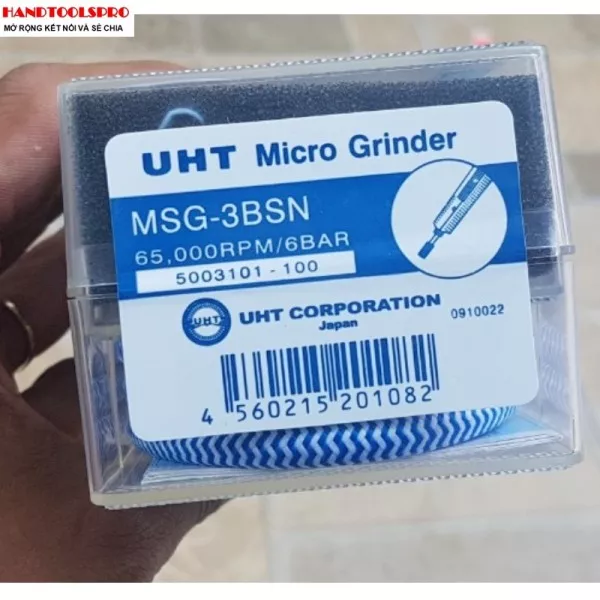 HANDTOOLSPRO
MỞ RỘNG KẾT NỐI VÀ SẺ CHIA
UHT Micro Grinder
MSG-3BSN
65,000RPM/6BAR
5003101 - 100
UHT
UHT CORPORATION
Japan
0910022
4 560215 201082